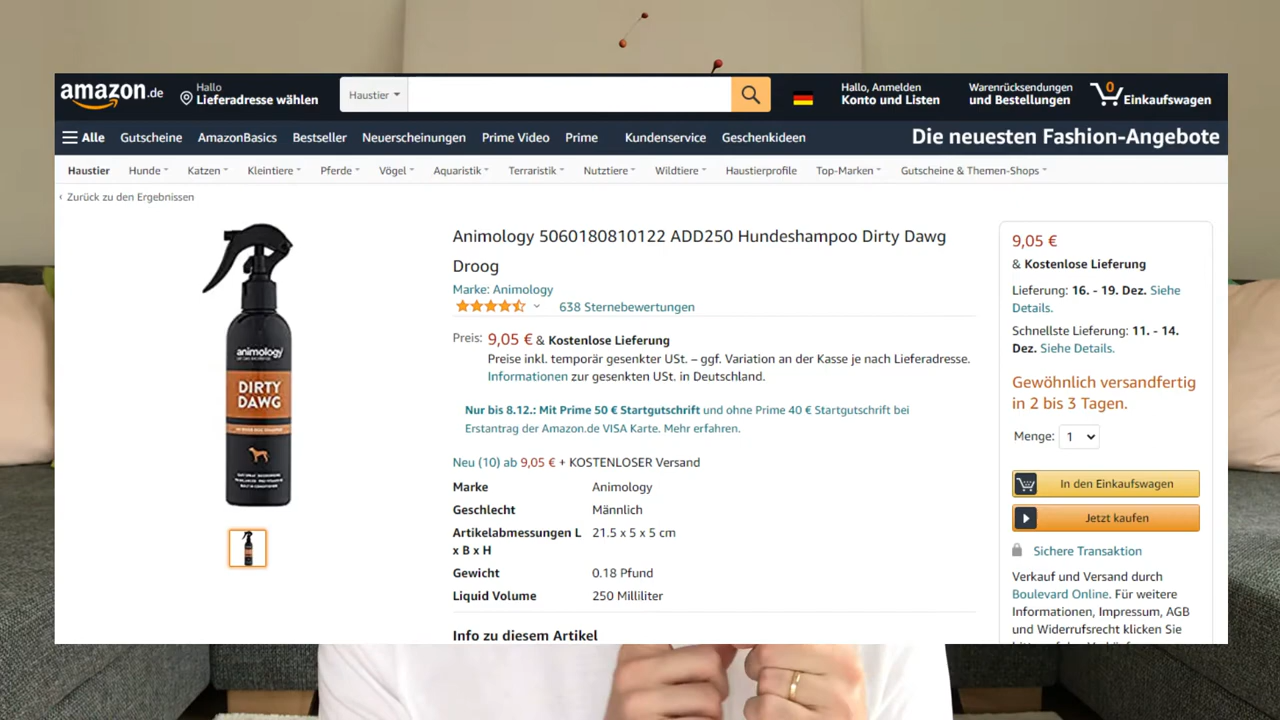 amazon.de
Hallo
Lieferadresse wählen
Haustier
Hallo, Anmelden
Konto und Listen
Warenrücksendungen
und Bestellungen
0
Einkaufswagen
Alle
Gutscheine
AmazonBasics
Bestseller
Neuerscheinungen
Prime Video
Prime
Kundenservice
Geschenkideen
Die neuesten Fashion-Angebote
Haustier
Hunde
Katzen
Kleintiere
Pferde
Vögel
Aquaristik
Terraristik
Nutztiere
Wildtiere
Haustierprofile
Top-Marken
Gutscheine & Themen-Shops
‹ Zurück zu den Ergebnissen
animology
DIRTY
DAWG
Animology 5060180810122 ADD250 Hundeshampoo Dirty Dawg
Droog
Marke: Animology
638 Sternebewertungen
Preis: 9,05 € & Kostenlose Lieferung
Preise inkl. temporär gesenkter USt. – ggf. Variation an der Kasse je nach Lieferadresse.
Informationen zur gesenkten USt. in Deutschland.
Nur bis 8.12.: Mit Prime 50 € Startgutschrift und ohne Prime 40 € Startgutschrift bei
Erstantrag der Amazon.de VISA Karte. Mehr erfahren.
Neu (10) ab 9,05 € + KOSTENLOSER Versand
Marke Animology
Geschlecht Männlich
Artikelabmessungen L 21.5 x 5 x 5 cm
x B x H
Gewicht 0.18 Pfund
Liquid Volume 250 Milliliter
Info zu diesem Artikel
9,05 €
& Kostenlose Lieferung
Lieferung: 16. - 19. Dez. Siehe
Details.
Schnellste Lieferung: 11. - 14.
Dez. Siehe Details.
Gewöhnlich versandfertig
in 2 bis 3 Tagen.
Menge: 1
In den Einkaufswagen
Jetzt kaufen
Sichere Transaktion
Verkauf und Versand durch
Boulevard Online. Für weitere
Informationen, Impressum, AGB
und Widerrufsrecht klicken Sie